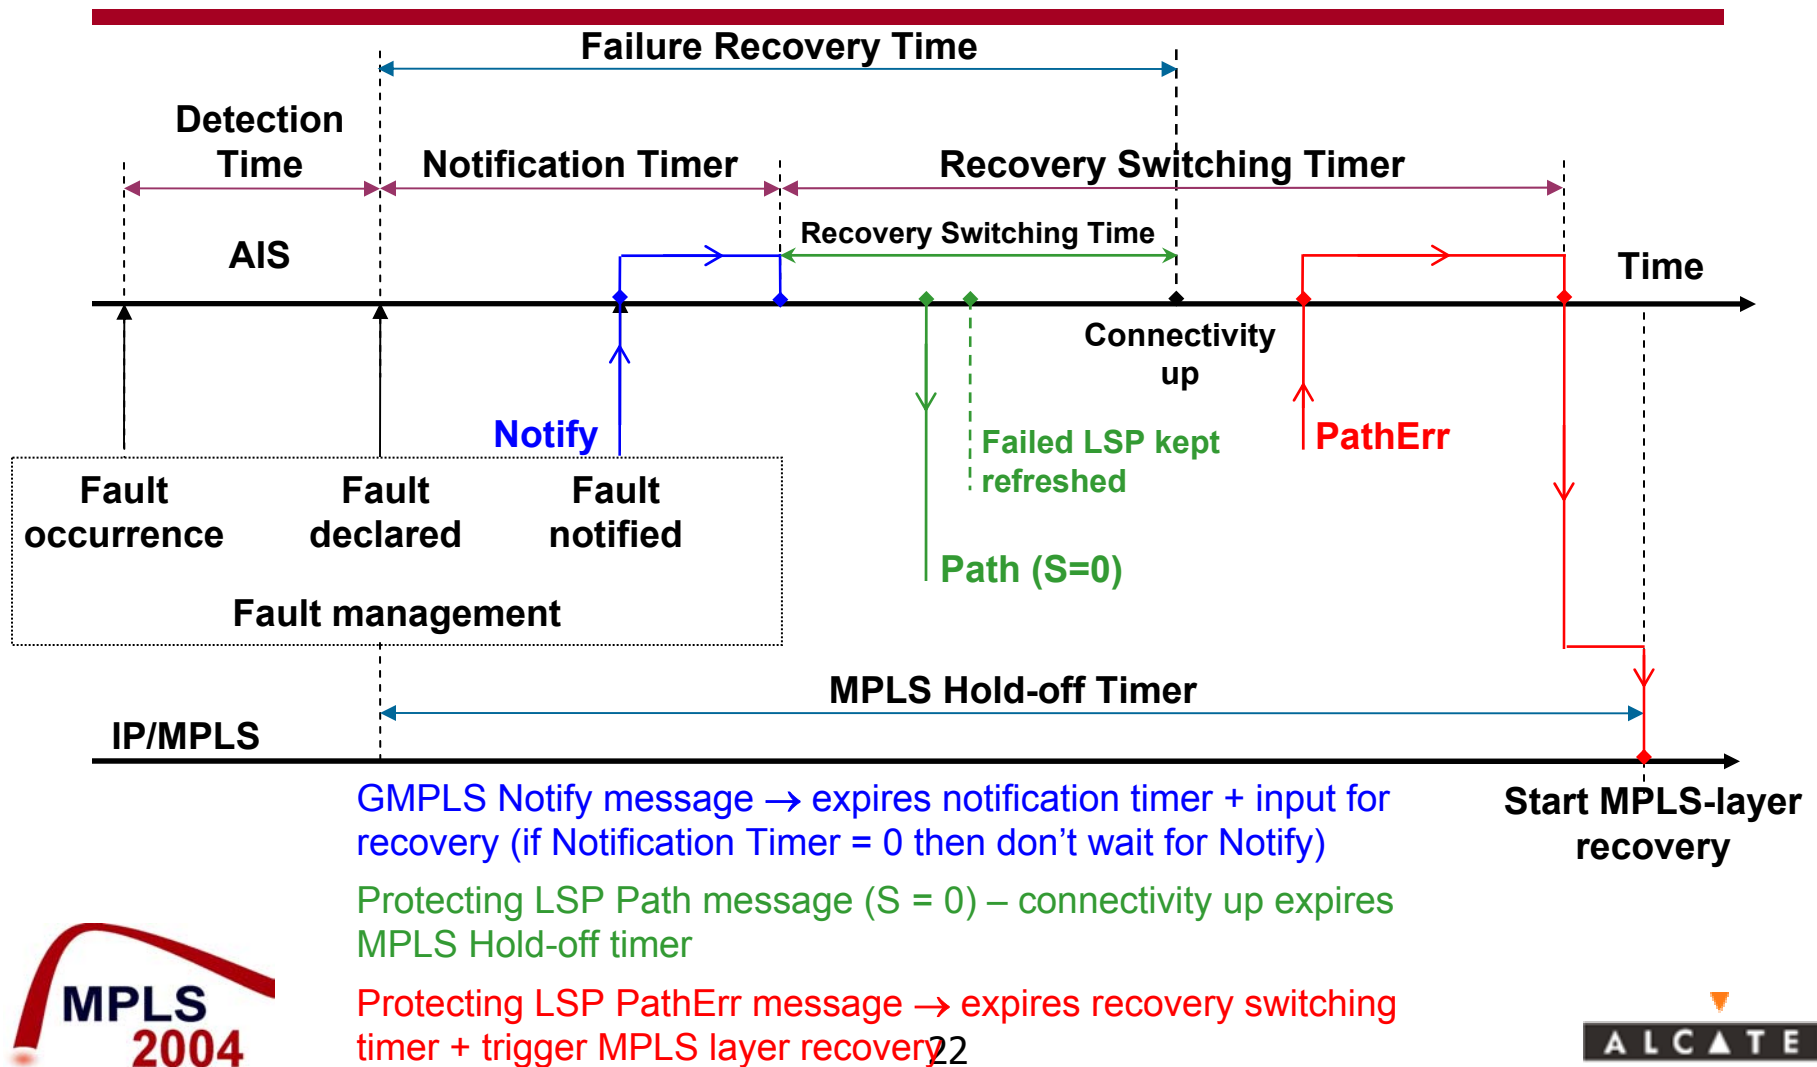 Failure Recovery Time
Detection
Time
Notification Timer
Recovery Switching Timer
AIS
Recovery Switching Time
Time
Connectivity
up
Notify
Failed LSP kept
refreshed
PathErr
Fault
occurrence
Fault
declared
Fault
notified
Path (S=0)
Fault management
MPLS Hold-off Timer
IP/MPLS
GMPLS Notify message → expires notification timer + input for
recovery (if Notification Timer = 0 then don't wait for Notify)
Start MPLS-layer
recovery
Protecting LSP Path message (S = 0) – connectivity up expires
MPLS Hold-off timer
Protecting LSP PathErr message → expires recovery switching
timer + trigger MPLS layer recovery
22
MPLS
2004
ALCATE